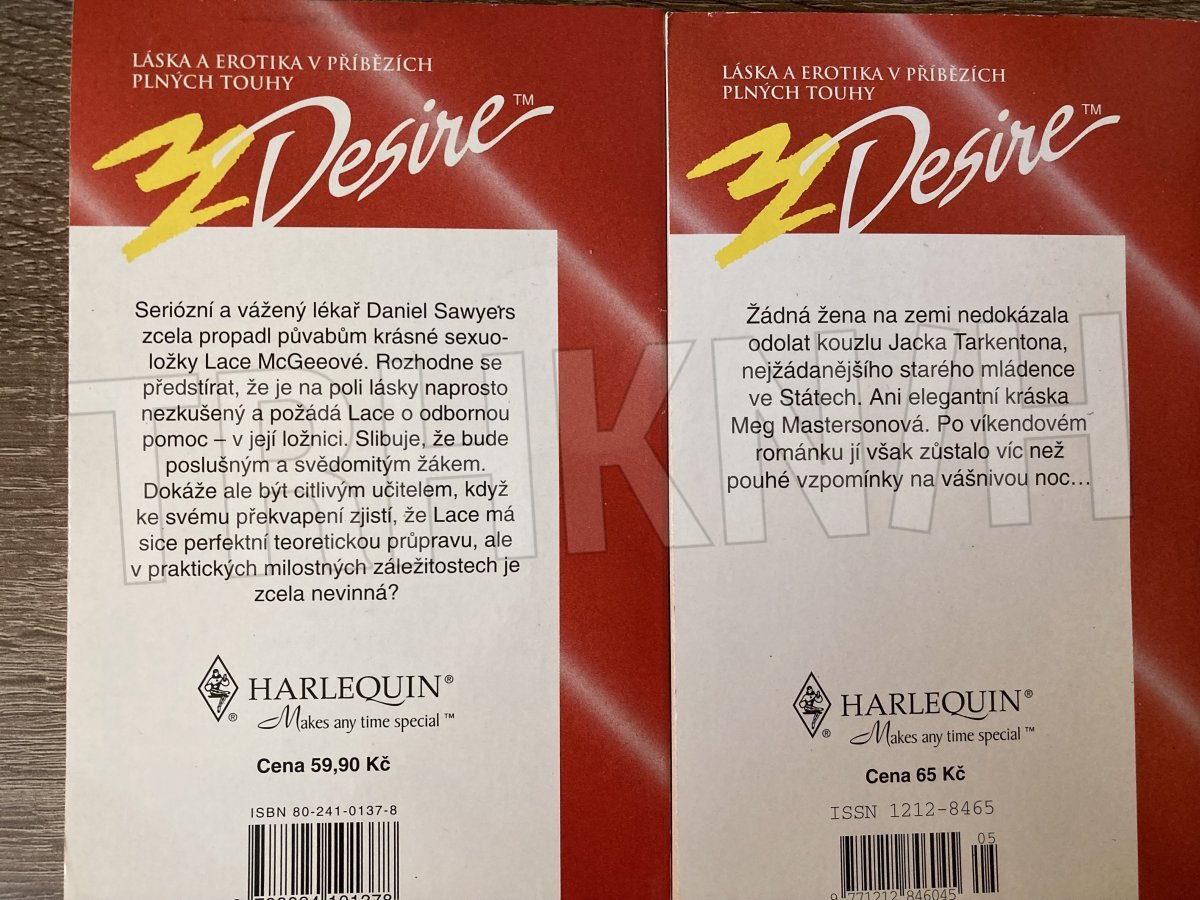 LÁSKA A EROTIKA V PŘÍBĚZÍCH
PLNÝCH TOUHY
Desire™
Seriózní a vážený lékař Daniel Sawyers
zcela propadl půvabům krásné sexuo-
ložky Lace McGeeové. Rozhodne se
předstírat, že je na poli lásky naprosto
nezkušený a požádá Lace o odbornou
pomoc – v její ložnici. Slibuje, že bude
poslušným a svědomitým žákem.
Dokáže ale být citlivým učitelem, když
ke svému překvapení zjistí, že Lace má
sice perfektní teoretickou průpravu, ale
v praktických milostných záležitostech je
zcela nevinná?
HARLEQUIN®
®
Makes any time special™
Cena 59,90 Kč
ISBN 80-241-0137-8
LÁSKA A EROTIKA V PŘÍBĚZÍCH
PLNÝCH TOUHY
Desire™
Žádná žena na zemi nedokázala
odolat kouzlu Jacka Tarkentona,
nejžádanějšího starého mládence
ve Státech. Ani elegantní kráska
Meg Mastersonová. Po víkendovém
románku jí však zůstalo víc než
pouhé vzpomínky na vášnivou noc...
HARLEQUIN®
®
Makes any time special™
Cena 65 Kč
ISSN 1212-8465
05
9 771212 846045
TRHKNIH